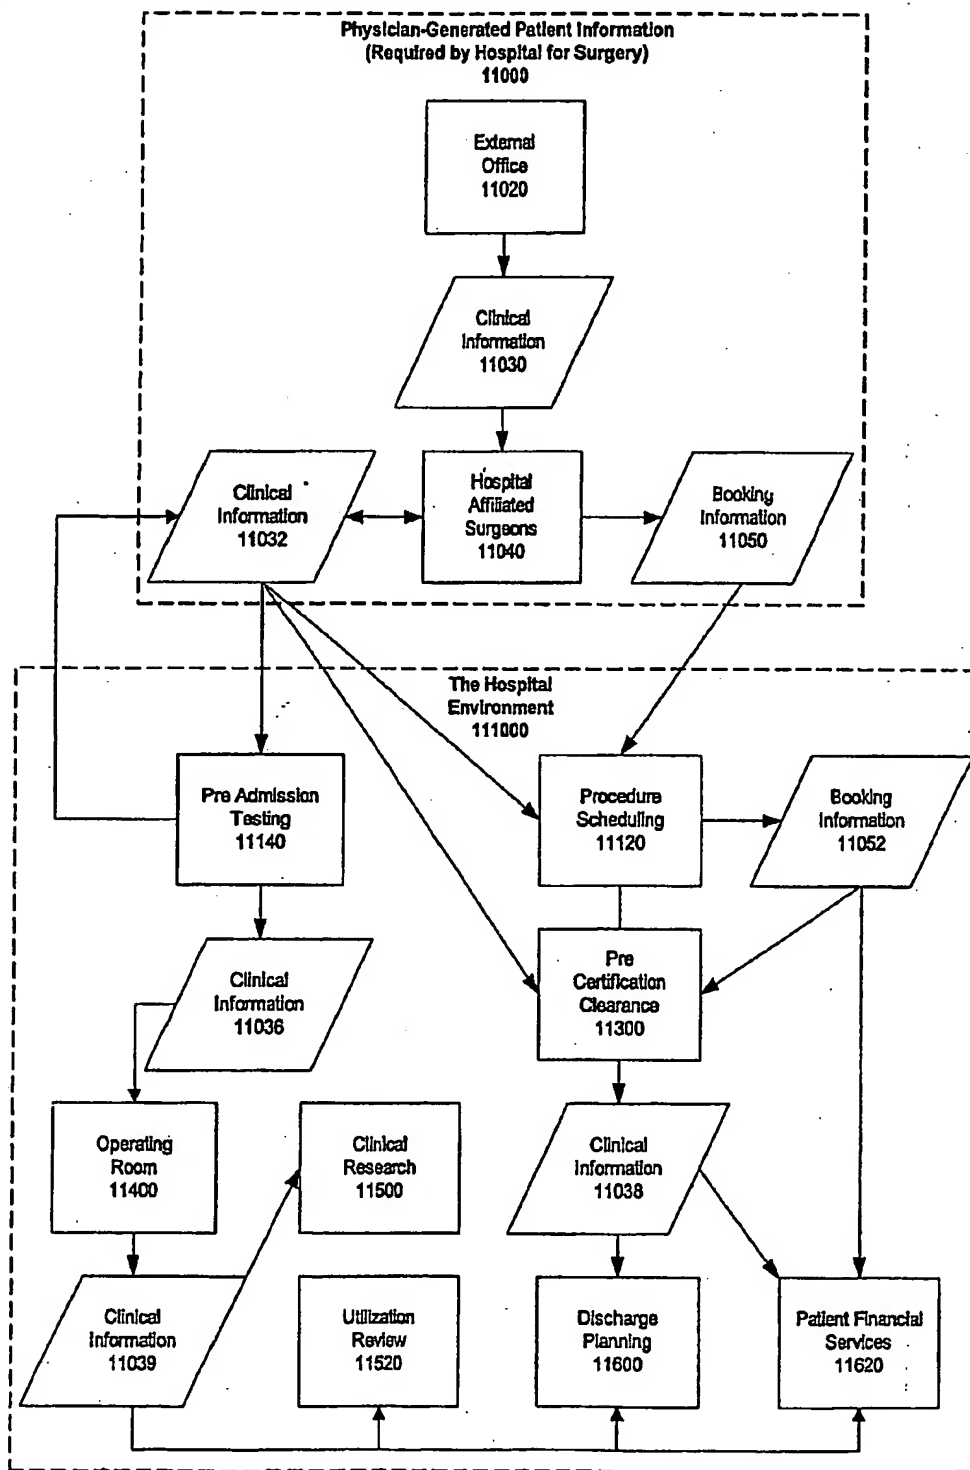 Physician-Generated Patient Information
(Required by Hospital for Surgery)
11000
External
Office
11020
Clinical
Information
11030
Clinical
Information
11032
Hospital
Affiliated
Surgeons
11040
Booking
Information
11050
The Hospital
Environment
111000
Pre Admission
Testing
11140
Procedure
Scheduling
11120
Booking
Information
11052
Clinical
Information
11036
Pre
Certification
Clearance
11300
Operating
Room
11400
Clinical
Research
11500
Clinical
Information
11038
Clinical
Information
11039
Utilization
Review
11520
Discharge
Planning
11600
Patient Financial
Services
11620